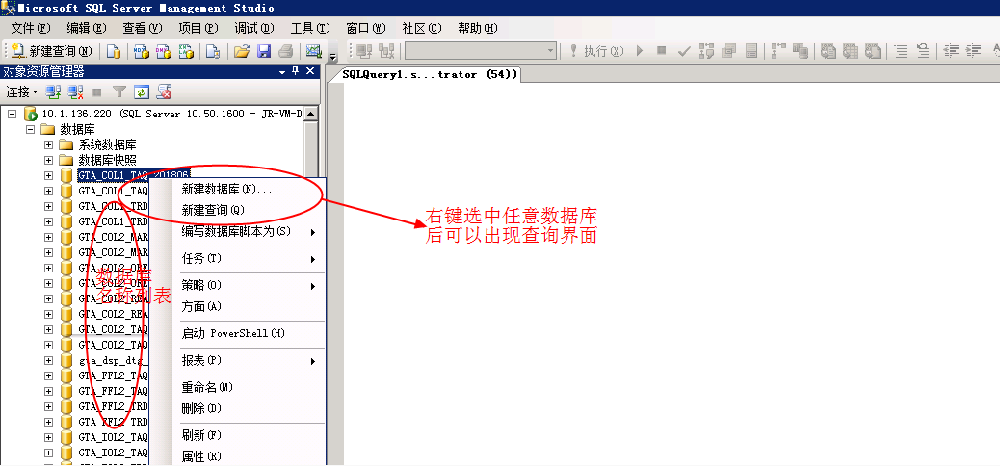 Microsoft SQL Server Management Studio
文件(F) 编辑(E) 查看(V) 项目(P) 调试(D) 工具(T) 窗口(W) 社区(C) 帮助(H)
新建查询(N) 执行(X)
对象资源管理器
SQLQuery1.s...trator (54))
连接
10.1.136.220 (SQL Server 10.50.1600 - JR-VM-D
数据库
系统数据库
数据库快照
GTA_COL1_TAQ_201806
GTA_COL1_TAQ
GTA_COL1_TRD
GTA_COL1_TRD
GTA_COL2_MAR
GTA_COL2_MAR
GTA_COL2_ORE
GTA_COL2_ORE
GTA_COL2_REA
GTA_COL2_REA
GTA_COL2_TAQ
GTA_COL2_TAQ
gta_dsp_dtg_
GTA_FFL2_TAQ
GTA_FFL2_TAQ
GTA_FFL2_TRD
GTA_FFL2_TRD
GTA_IOL2_TAQ
GTA_IOL2_TAQ
新建数据库(N)...
新建查询(Q)
编写数据库脚本为(S)
任务(T)
策略(O)
方面(A)
启动 PowerShell(H)
报表(P)
重命名(M)
删除(D)
刷新(F)
属性(R)
数据库
名称列表
右键选中任意数据库
后可以出现查询界面